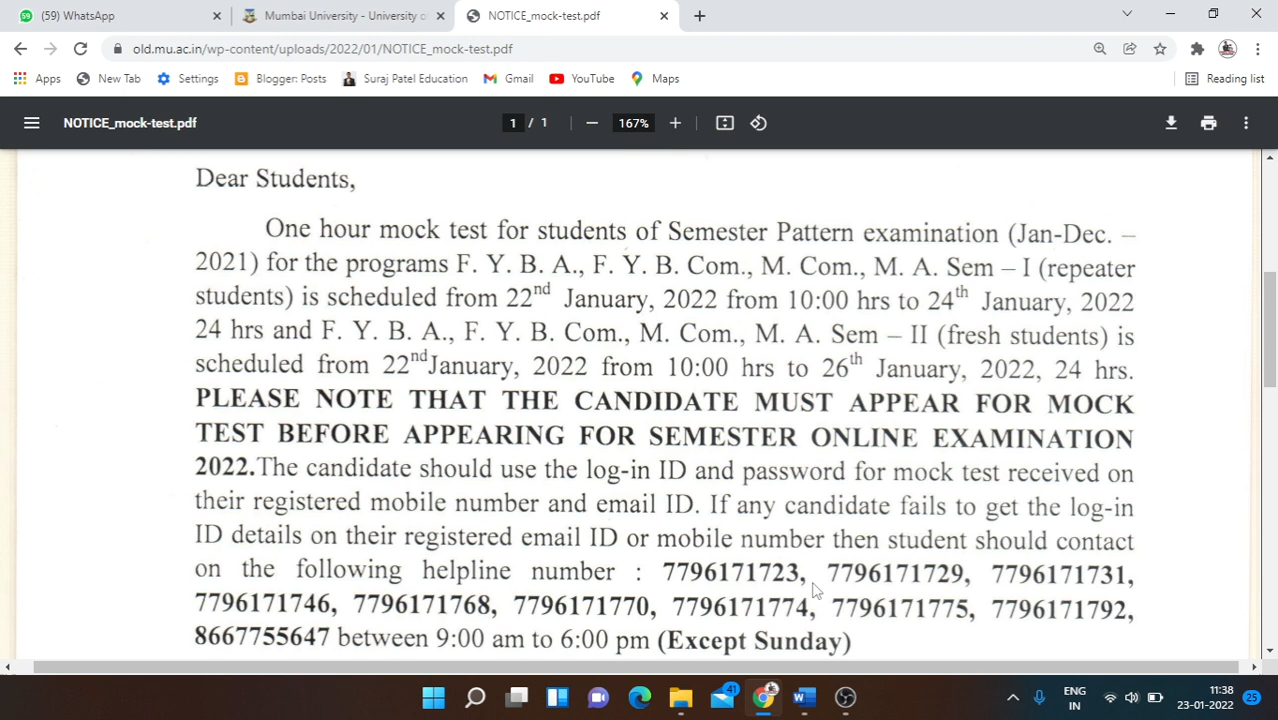 (59) WhatsApp
Mumbai University - University o
NOTICE_mock-test.pdf
old.mu.ac.in/wp-content/uploads/2022/01/NOTICE_mock-test.pdf
Apps New Tab Settings Blogger: Posts Suraj Patel Education Gmail YouTube Maps Reading list
NOTICE_mock-test.pdf 1 / 1 167%
Dear Students,
One hour mock test for students of Semester Pattern examination (Jan-Dec. –
2021) for the programs F. Y. B. A., F. Y. B. Com., M. Com., M. A. Sem – I (repeater
students) is scheduled from 22nd January, 2022 from 10:00 hrs to 24th January, 2022
24 hrs and F. Y. B. A., F. Y. B. Com., M. Com., M. A. Sem – II (fresh students) is
scheduled from 22nd January, 2022 from 10:00 hrs to 26th January, 2022, 24 hrs.
PLEASE NOTE THAT THE CANDIDATE MUST APPEAR FOR MOCK
TEST BEFORE APPEARING FOR SEMESTER ONLINE EXAMINATION
2022.The candidate should use the log-in ID and password for mock test received on
their registered mobile number and email ID. If any candidate fails to get the log-in
ID details on their registered email ID or mobile number then student should contact
on the following helpline number : 7796171723, 7796171729, 7796171731,
7796171746, 7796171768, 7796171770, 7796171774, 7796171775, 7796171792,
8667755647 between 9:00 am to 6:00 pm (Except Sunday)
41
ENG
IN
11:38
23-01-2022
25